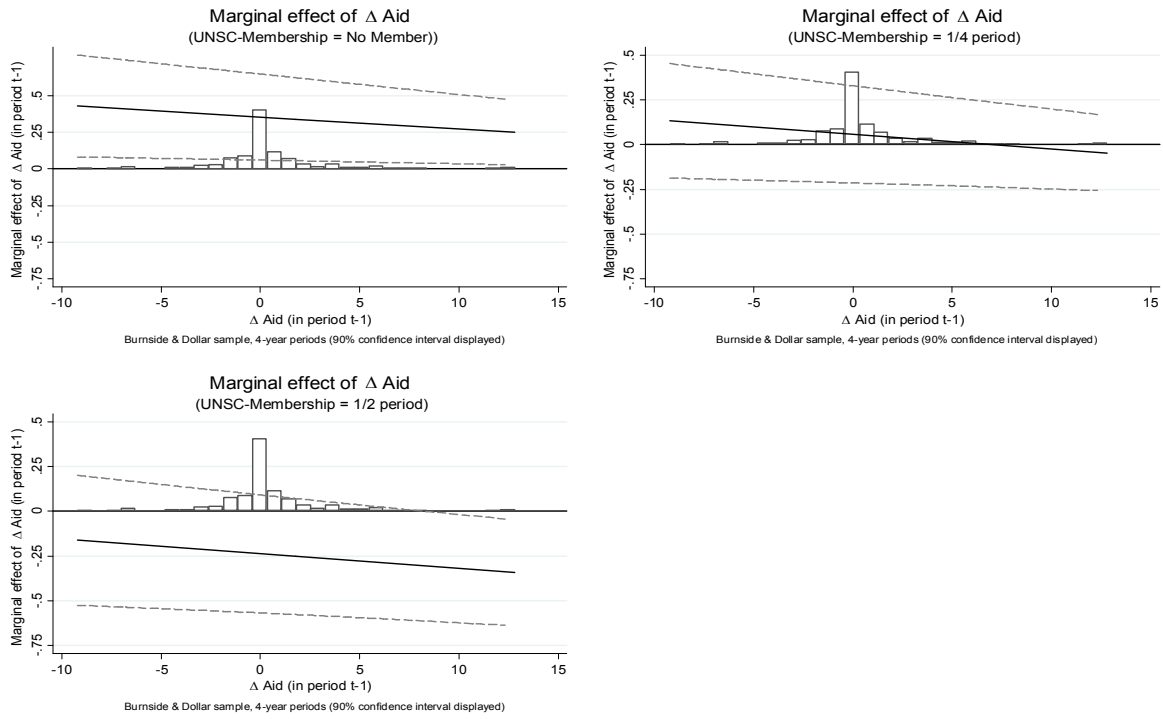 Marginal effect of Δ Aid
(UNSC-Membership = No Member))
Marginal effect of Δ Aid (in period t-1)
.5
.25
0
-.25
-.5
-.75
-10
-5
0
5
10
15
Δ Aid (in period t-1)
Burnside & Dollar sample, 4-year periods (90% confidence interval displayed)
Marginal effect of Δ Aid
(UNSC-Membership = 1/4 period)
Marginal effect of Δ Aid (in period t-1)
.5
.25
0
-.25
-.5
-.75
-10
-5
0
5
10
15
Δ Aid (in period t-1)
Burnside & Dollar sample, 4-year periods (90% confidence interval displayed)
Marginal effect of Δ Aid
(UNSC-Membership = 1/2 period)
Marginal effect of Δ Aid (in period t-1)
.5
.25
0
-.25
-.5
-.75
-10
-5
0
5
10
15
Δ Aid (in period t-1)
Burnside & Dollar sample, 4-year periods (90% confidence interval displayed)